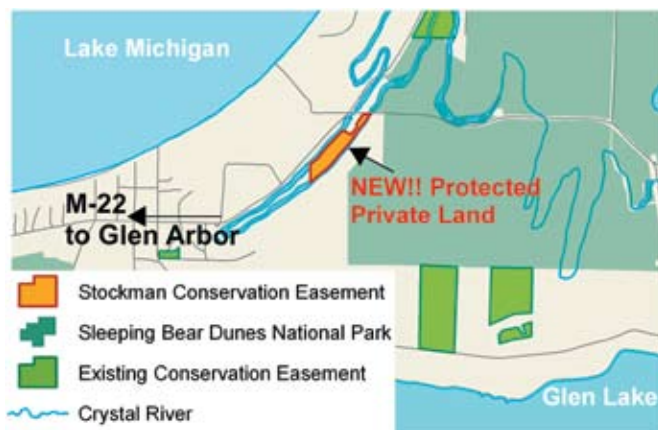 Lake Michigan
NEW!! Protected
Private Land
M-22
to Glen Arbor
Stockman Conservation Easement
Sleeping Bear Dunes National Park
Existing Conservation Easement
Crystal River
Glen Lake